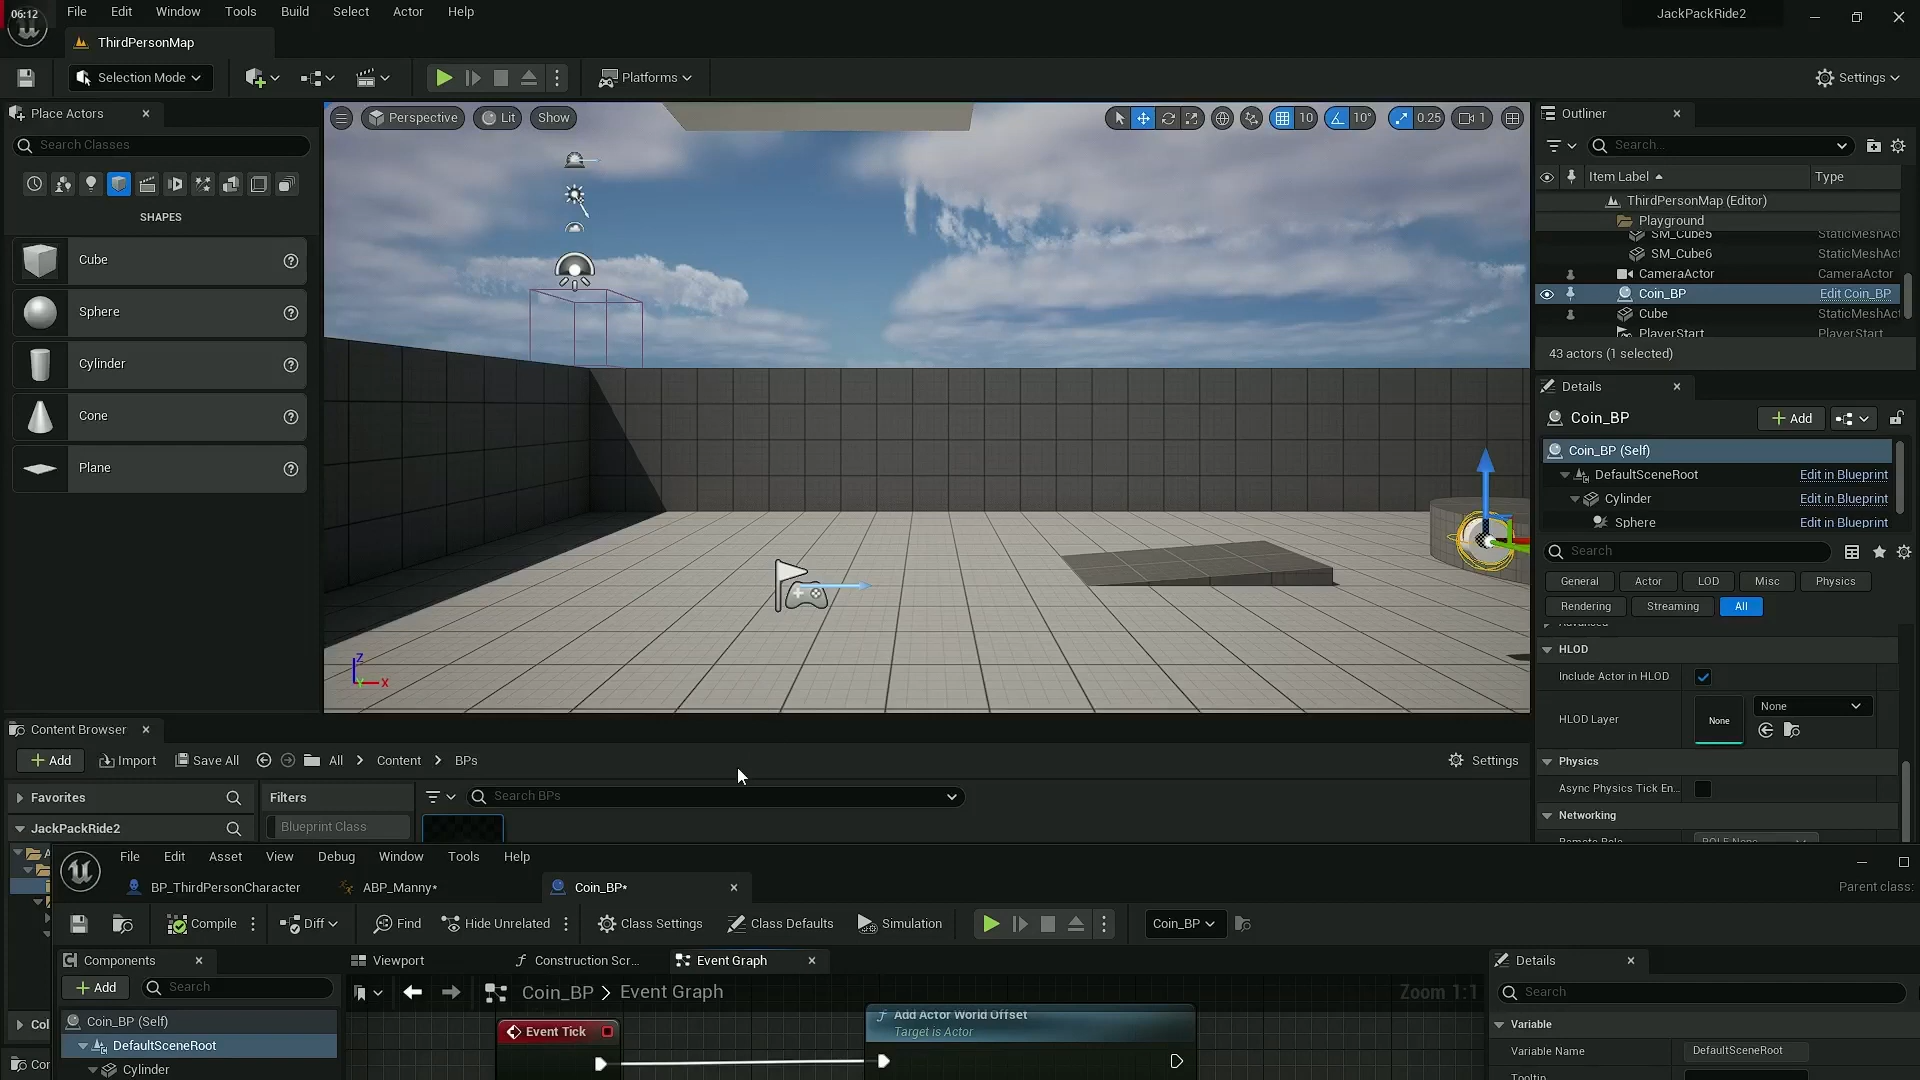 06:12
File Edit Window Tools Build Select Actor Help
JackPackRide2
ThirdPersonMap
Selection Mode
Platforms
Settings
Place Actors
Search Classes
SHAPES
Cube
Sphere
Cylinder
Cone
Plane
Perspective Lit Show
10 10° 0.25 1
Z
X
Outliner
Search...
Item Label Type
ThirdPersonMap (Editor)
Playground
SM_Cube5 StaticMeshAct
SM_Cube6 StaticMeshAct
CameraActor CameraActor
Coin_BP Edit Coin_BP
Cube StaticMeshAct
PlayerStart PlayerStart
43 actors (1 selected)
Details
Coin_BP Add
Coin_BP (Self)
DefaultSceneRoot Edit in Blueprint
Cylinder Edit in Blueprint
Sphere Edit in Blueprint
Search
General Actor LOD Misc Physics
Rendering Streaming All
Advanced
HLOD
Include Actor in HLOD
HLOD Layer None None
Physics
Async Physics Tick En...
Networking
Content Browser
Add Import Save All All Content BPs Settings
Favorites Filters Search BPs
JackPackRide2 Blueprint Class
File Edit Asset View Debug Window Tools Help
BP_ThirdPersonCharacter ABP_Manny* Coin_BP* Parent class:
Compile Diff Find Hide Unrelated Class Settings Class Defaults Simulation Coin_BP
Components Viewport Construction Scr... Event Graph Details
Add Search Coin_BP > Event Graph Zoom 1:1 Search
Col Coin_BP (Self) Event Tick Add Actor World Offset Variable
Target is Actor
DefaultSceneRoot Variable Name DefaultSceneRoot
Con Cylinder Tooltip